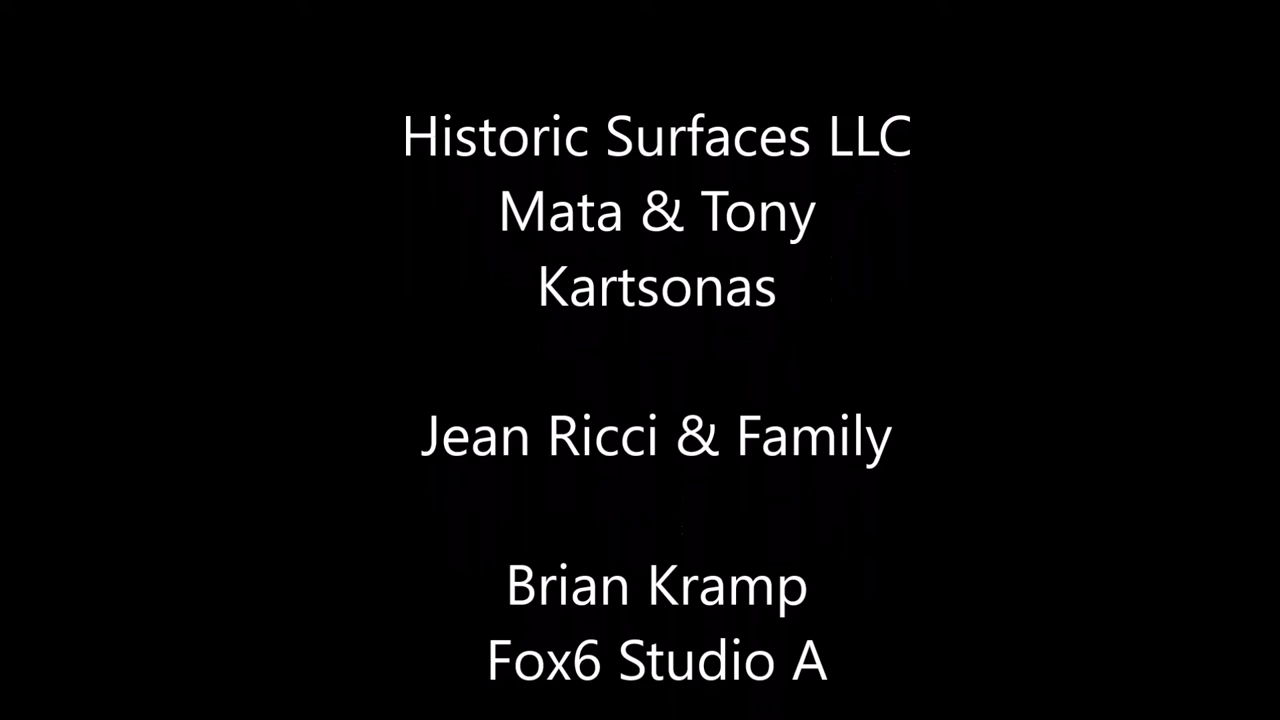 Historic Surfaces LLC
Mata & Tony
Kartsonas
Jean Ricci & Family
Brian Kramp
Fox6 Studio A